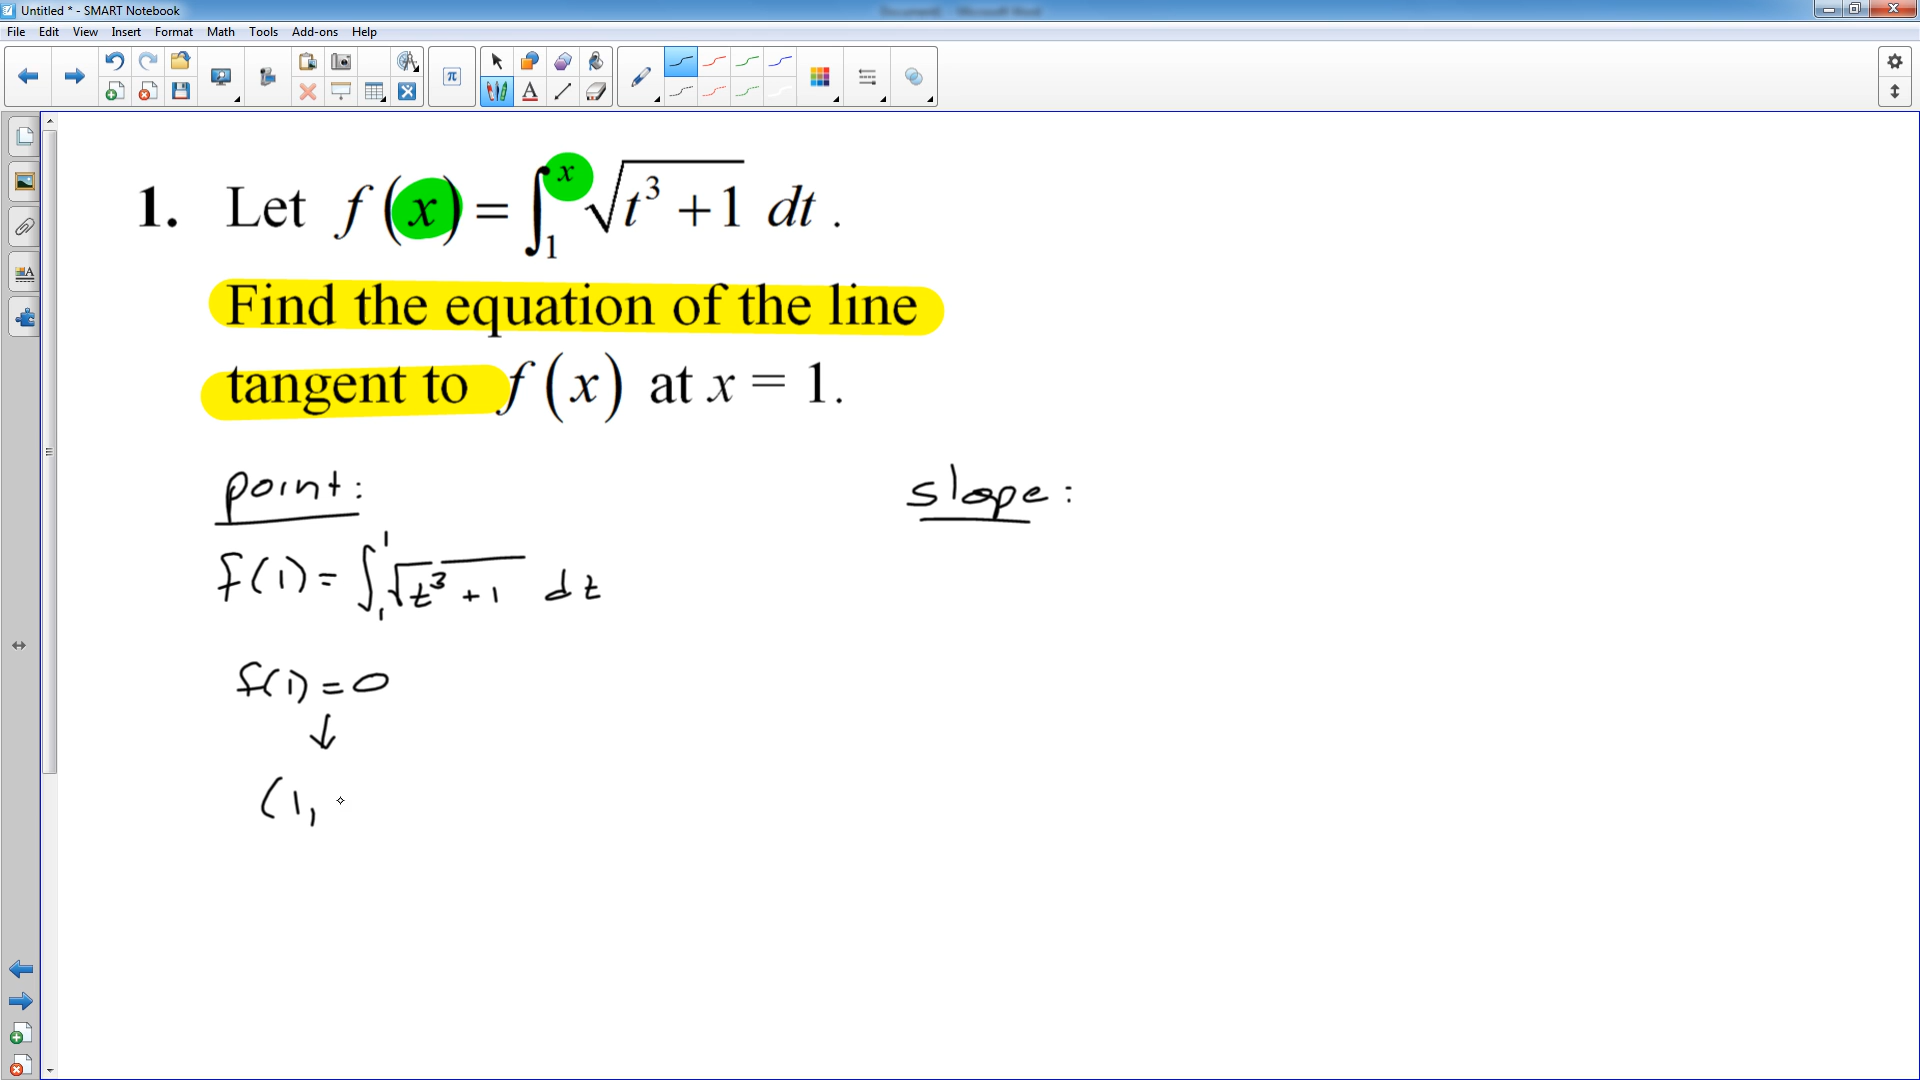 Untitled * - SMART Notebook
File Edit View Insert Format Math Tools Add-ons Help
1. Let f(x) = ∫₁ˣ √(t³ + 1) dt .
Find the equation of the line
tangent to f(x) at x = 1.
point:
f(1) = ∫₁¹ √(t³ + 1) dt
f(1) = 0
↓
(1,
slope: